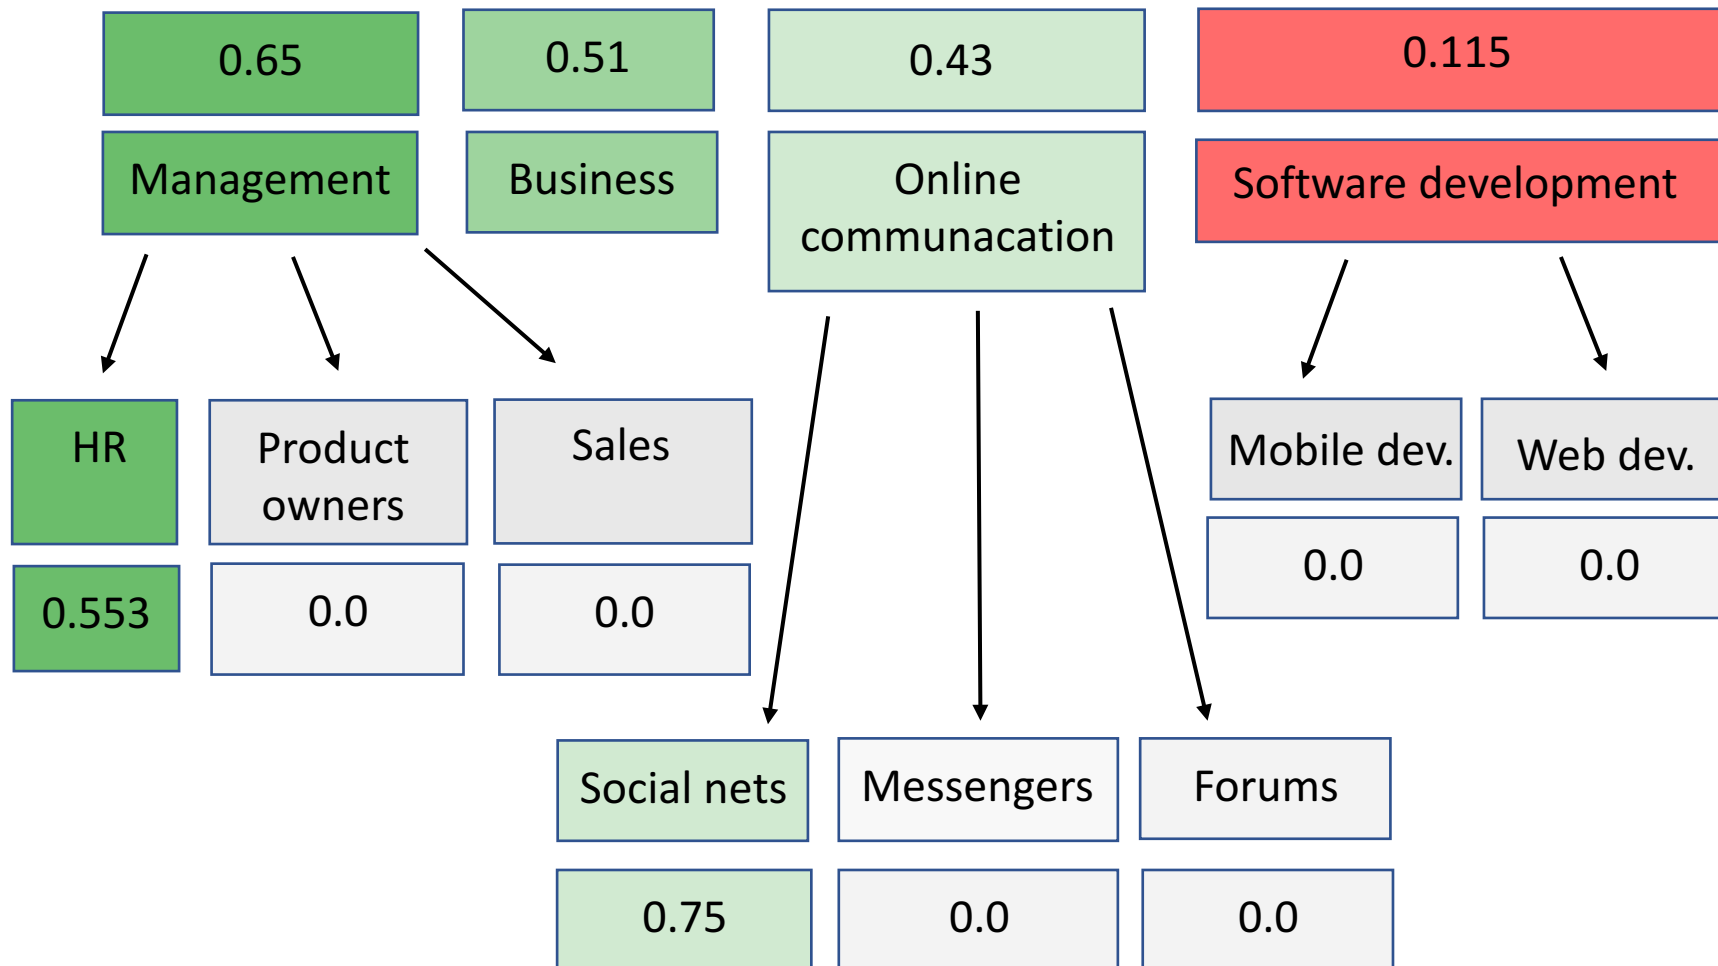 0.65
0.51
0.43
0.115
Management
Business
Online
communacation
Software development
HR
Product
owners
Sales
Mobile dev.
Web dev.
0.553
0.0
0.0
0.0
0.0
Social nets
Messengers
Forums
0.75
0.0
0.0